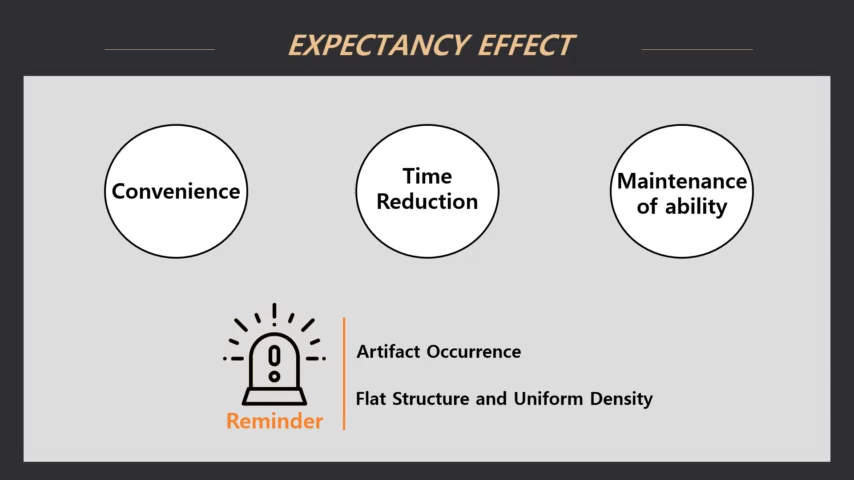 EXPECTANCY EFFECT
Convenience
Time
Reduction
Maintenance
of ability
Artifact Occurrence
Flat Structure and Uniform Density
Reminder